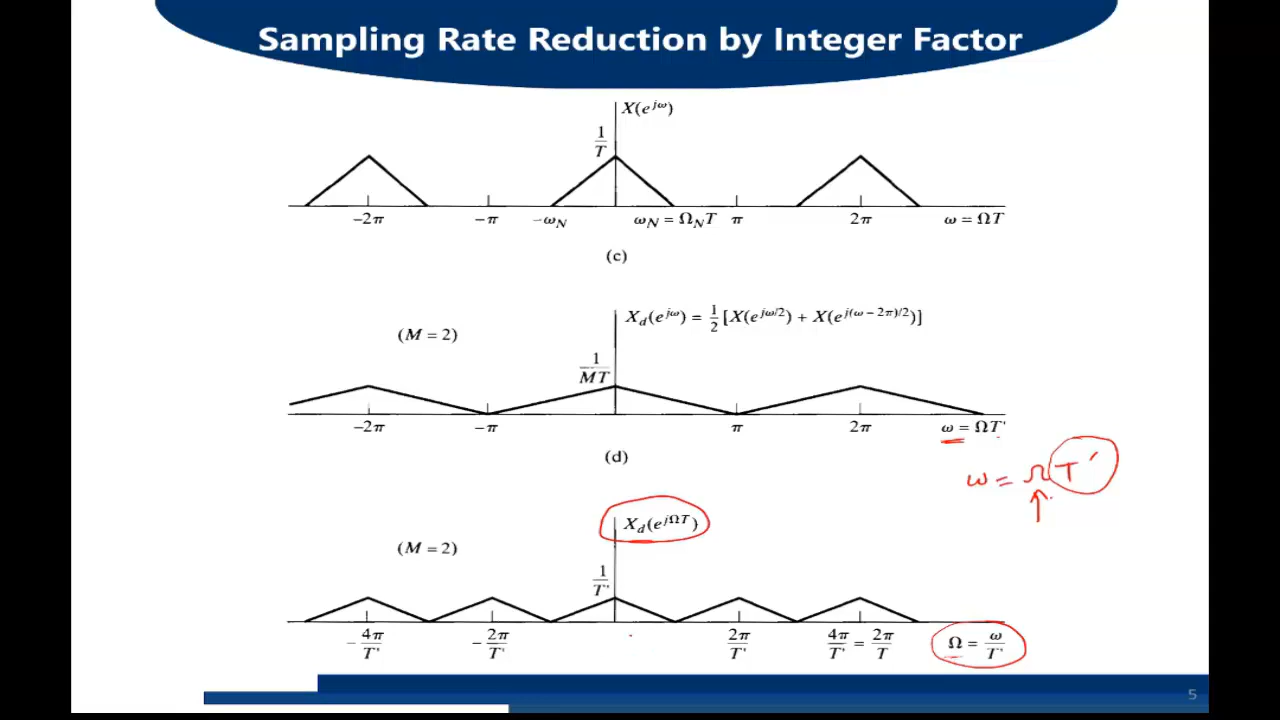 Sampling Rate Reduction by Integer Factor
X(e^{jω})
1/T
−2π −π −ω_N ω_N = Ω_N T π 2π ω = ΩT
(c)
X_d(e^{jω}) = 1/2 [X(e^{jω/2}) + X(e^{j(ω − 2π)/2})]
(M = 2)
1/MT
−2π −π π 2π ω = ΩT'
(d)
ω = ΩT'
X_d(e^{jΩT})
(M = 2)
1/T'
−4π/T' −2π/T' 2π/T' 4π/T' = 2π/T Ω = ω/T'
5